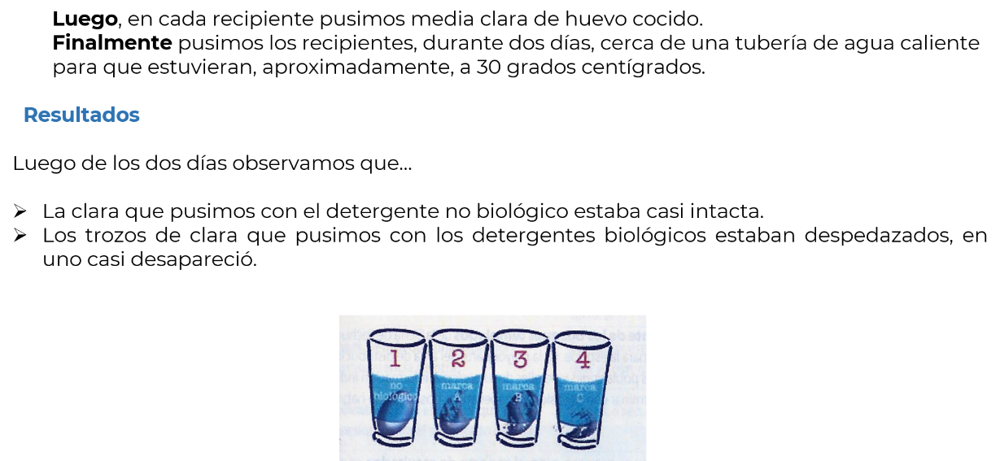 Luego, en cada recipiente pusimos media clara de huevo cocido.
Finalmente pusimos los recipientes, durante dos días, cerca de una tubería de agua caliente
para que estuvieran, aproximadamente, a 30 grados centígrados.
Resultados
Luego de los dos días observamos que...
➢ La clara que pusimos con el detergente no biológico estaba casi intacta.
➢ Los trozos de clara que pusimos con los detergentes biológicos estaban despedazados, en
uno casi desapareció.
1 2 3 4
no marca marca marca
biológico A B C